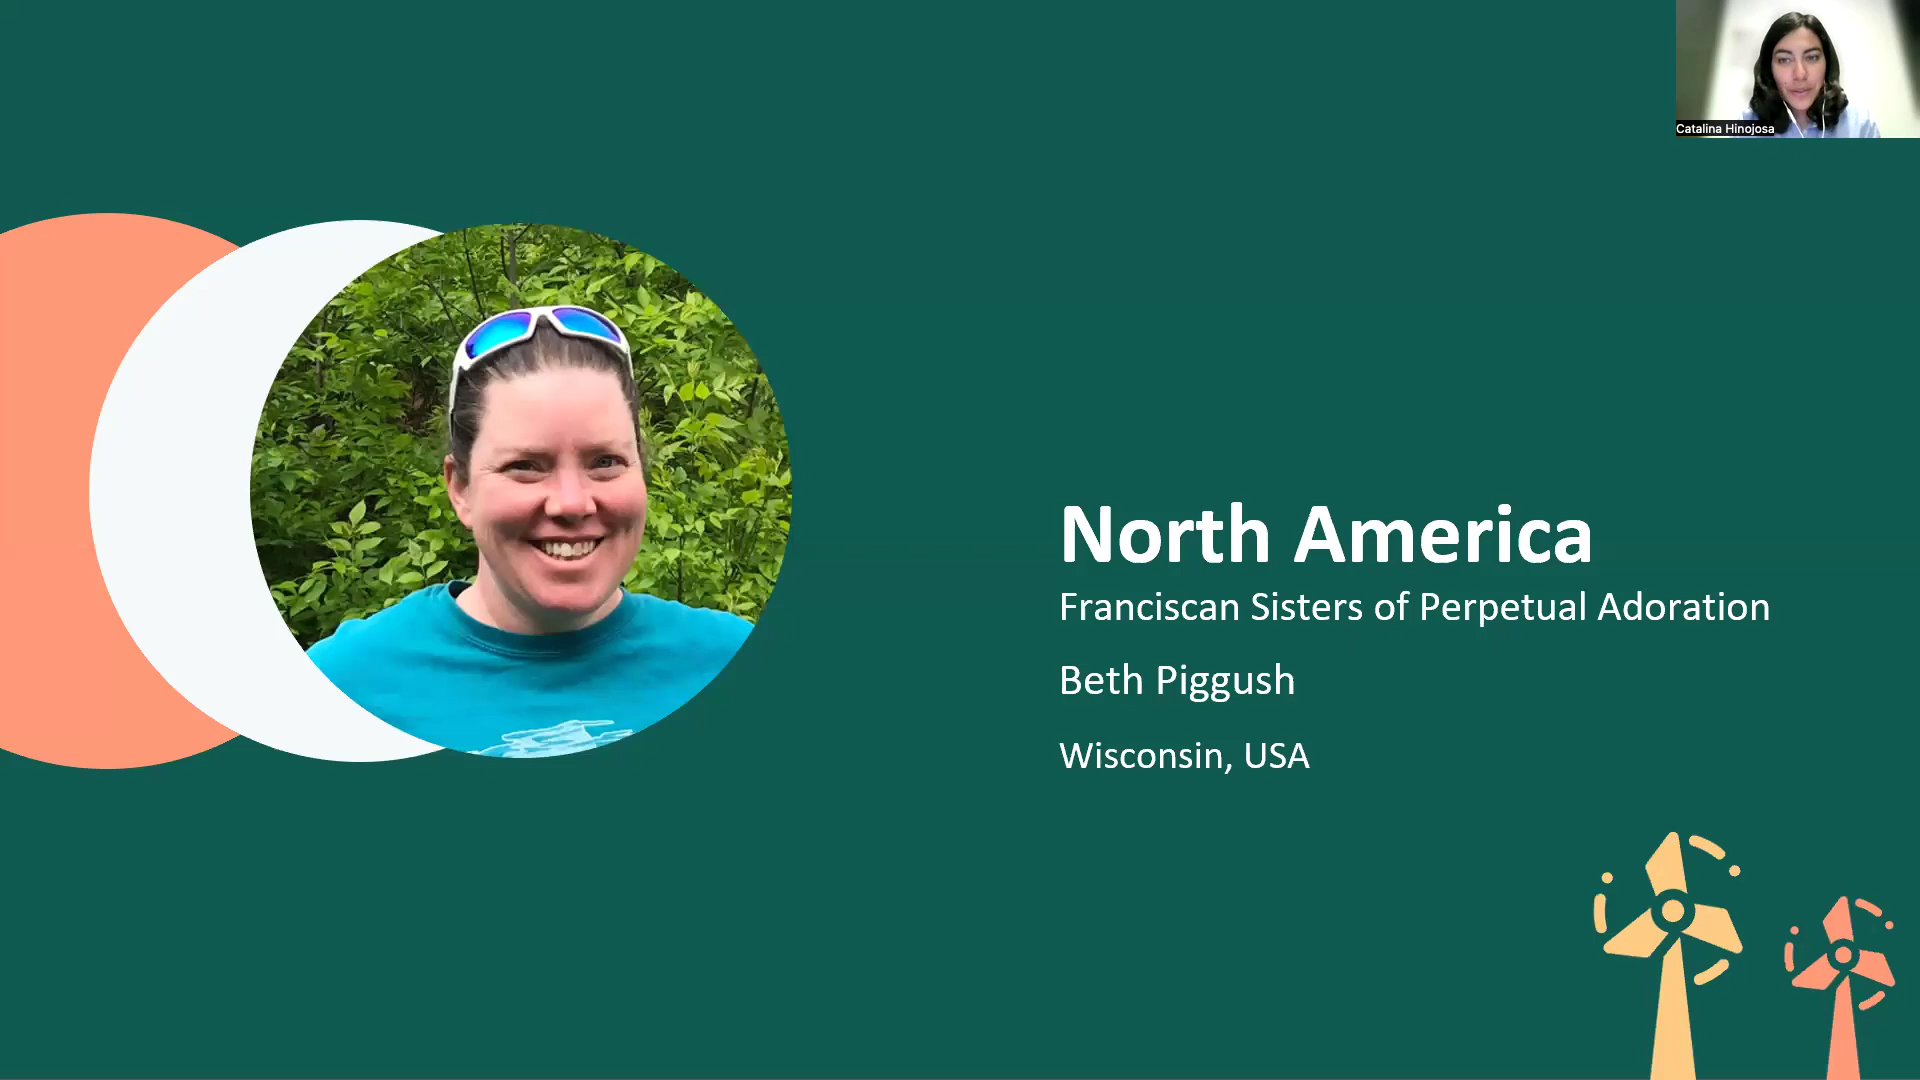 Catalina Hinojosa
North America
Franciscan Sisters of Perpetual Adoration
Beth Piggush
Wisconsin, USA